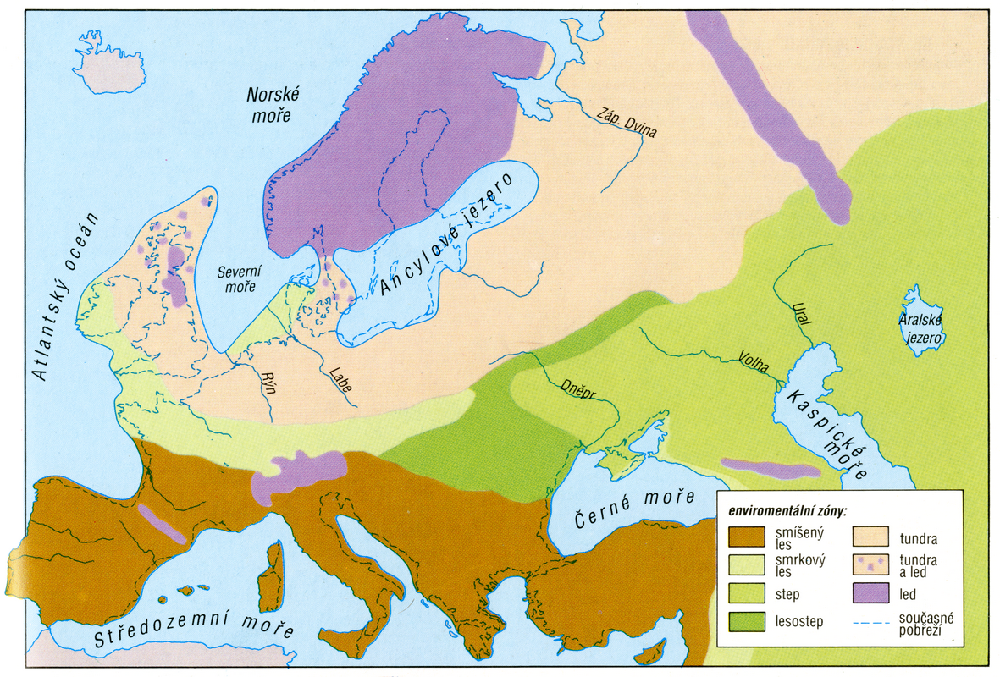 Norské
moře
Záp. Dvina
Atlantský oceán
Severní
moře
Ancylové jezero
Ural
Aralské
jezero
Rýn
Labe
Dněpr
Volha
Kaspické
moře
Černé moře
Středozemní moře
enviromentální zóny:
smíšený
les
smrkový
les
step
lesostep
tundra
tundra
a led
led
současné
pobřeží